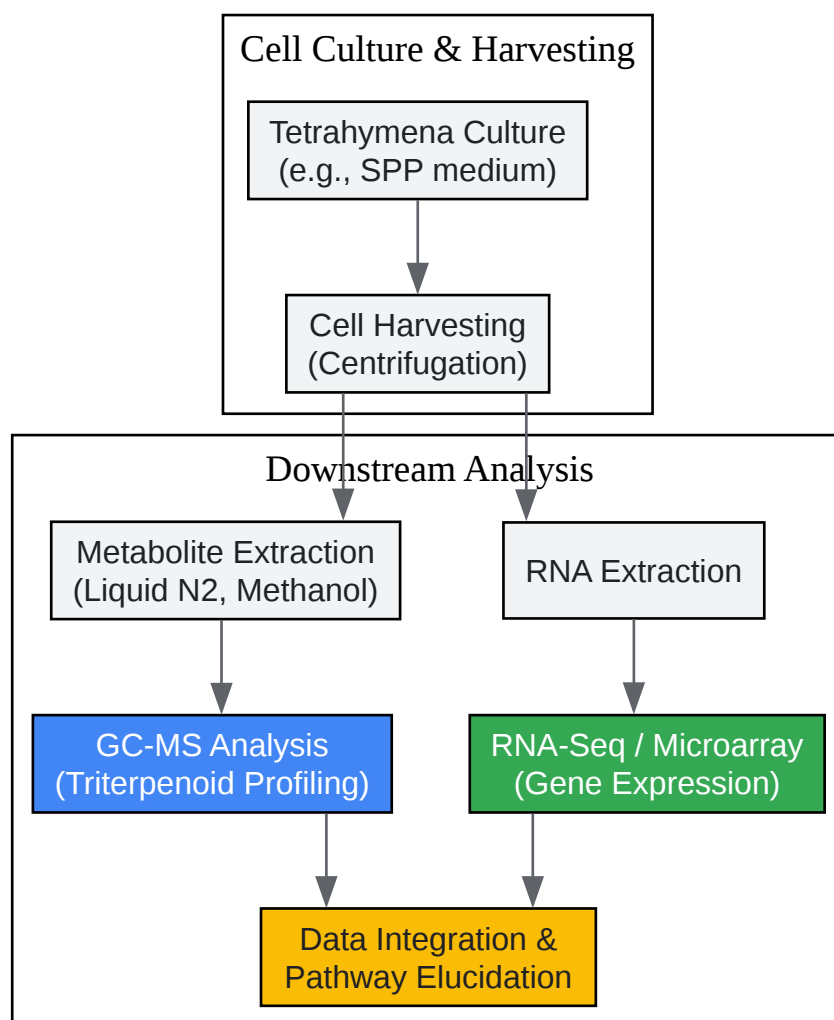 Cell Culture & Harvesting
Tetrahymena Culture
(e.g., SPP medium)
Cell Harvesting
(Centrifugation)
Downstream Analysis
Metabolite Extraction
(Liquid N2, Methanol)
RNA Extraction
GC-MS Analysis
(Triterpenoid Profiling)
RNA-Seq / Microarray
(Gene Expression)
Data Integration &
Pathway Elucidation